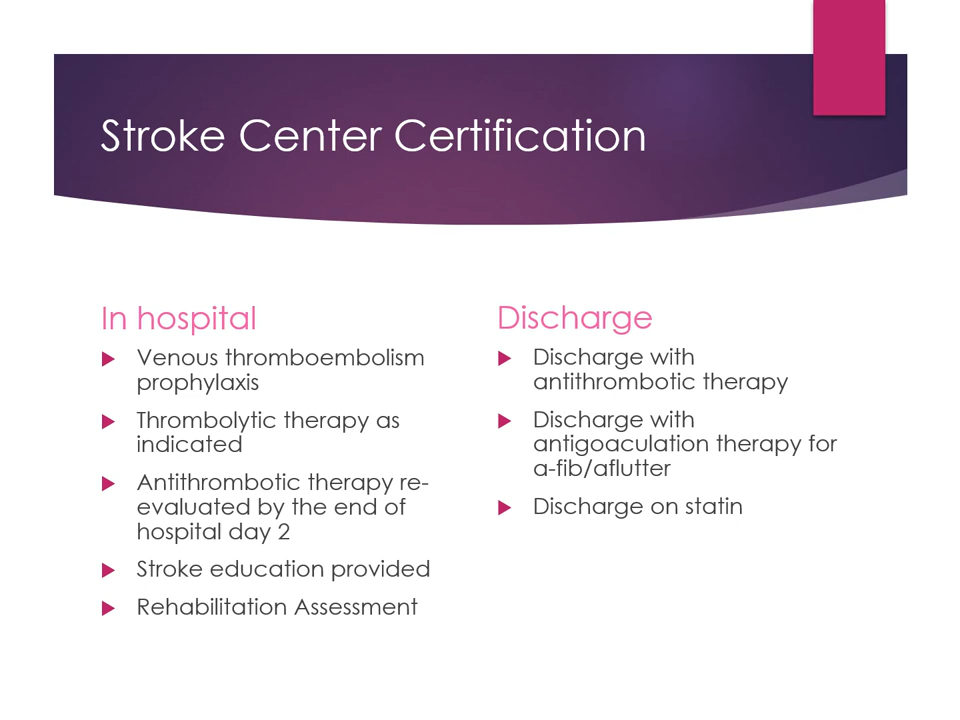 Stroke Center Certification
In hospital
Venous thromboembolism
prophylaxis
Thrombolytic therapy as
indicated
Antithrombotic therapy re-
evaluated by the end of
hospital day 2
Stroke education provided
Rehabilitation Assessment
Discharge
Discharge with
antithrombotic therapy
Discharge with
antigoaculation therapy for
a-fib/aflutter
Discharge on statin